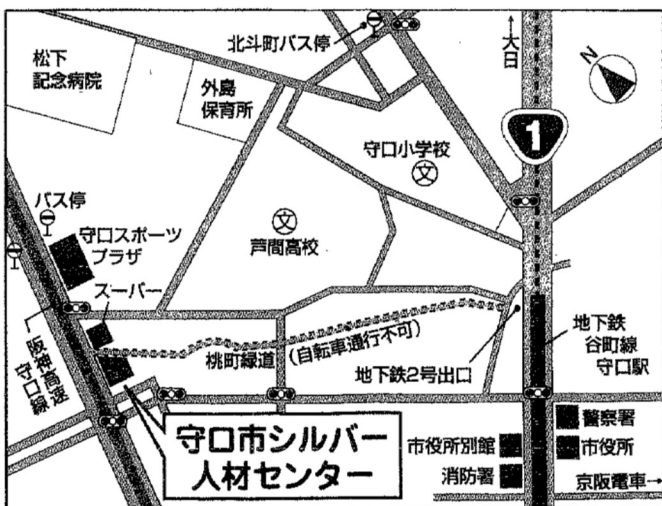 北斗町バス停
↑大日
N
松下
記念病院
外島
保育所
1
守口小学校
文
バス停
文
芦間高校
守口スポーツ
プラザ
スーパー
阪神高速
守口線
桃町緑道
(自転車通行不可)
地下鉄2号出口
地下鉄
谷町線
守口駅
守口市シルバー
人材センター
警察署
市役所別館
市役所
消防署
京阪電車→